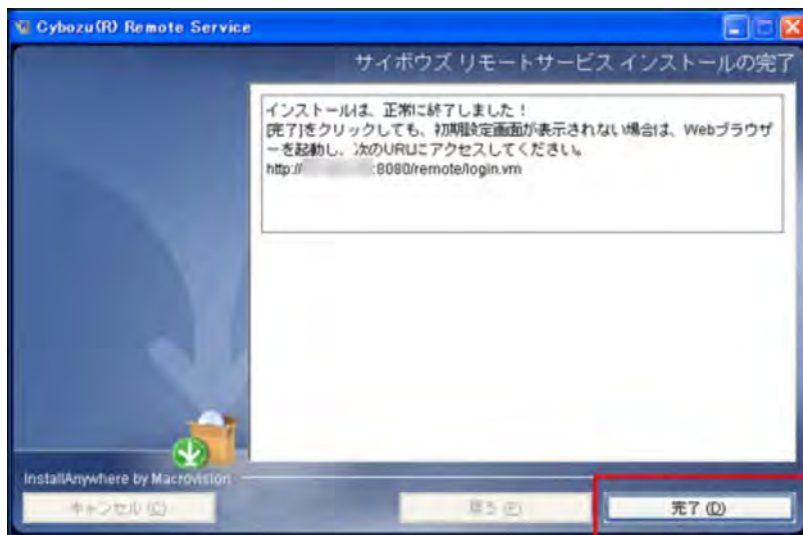 Cybozu(R) Remote Service
サイボウズ リモートサービス インストールの完了
インストールは、正常に終了しました！
[完了]をクリックしても、初期設定画面が表示されない場合は、Webブラウザ
ーを起動し、次のURLにアクセスしてください。
http:// :8080/remote/login.vm
InstallAnywhere by Macrovision
キャンセル (C)
戻る (P)
完了 (D)